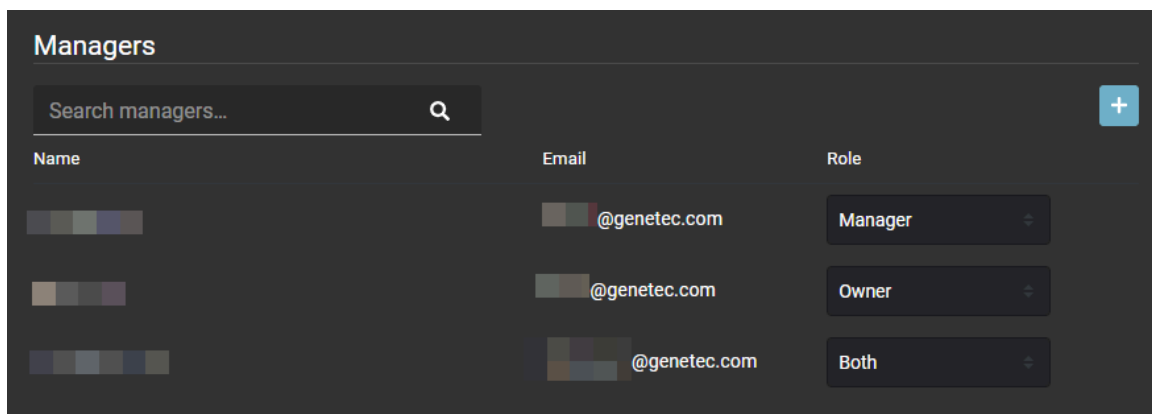 Managers
Search managers...
+
Name Email Role
@genetec.com Manager
@genetec.com Owner
@genetec.com Both